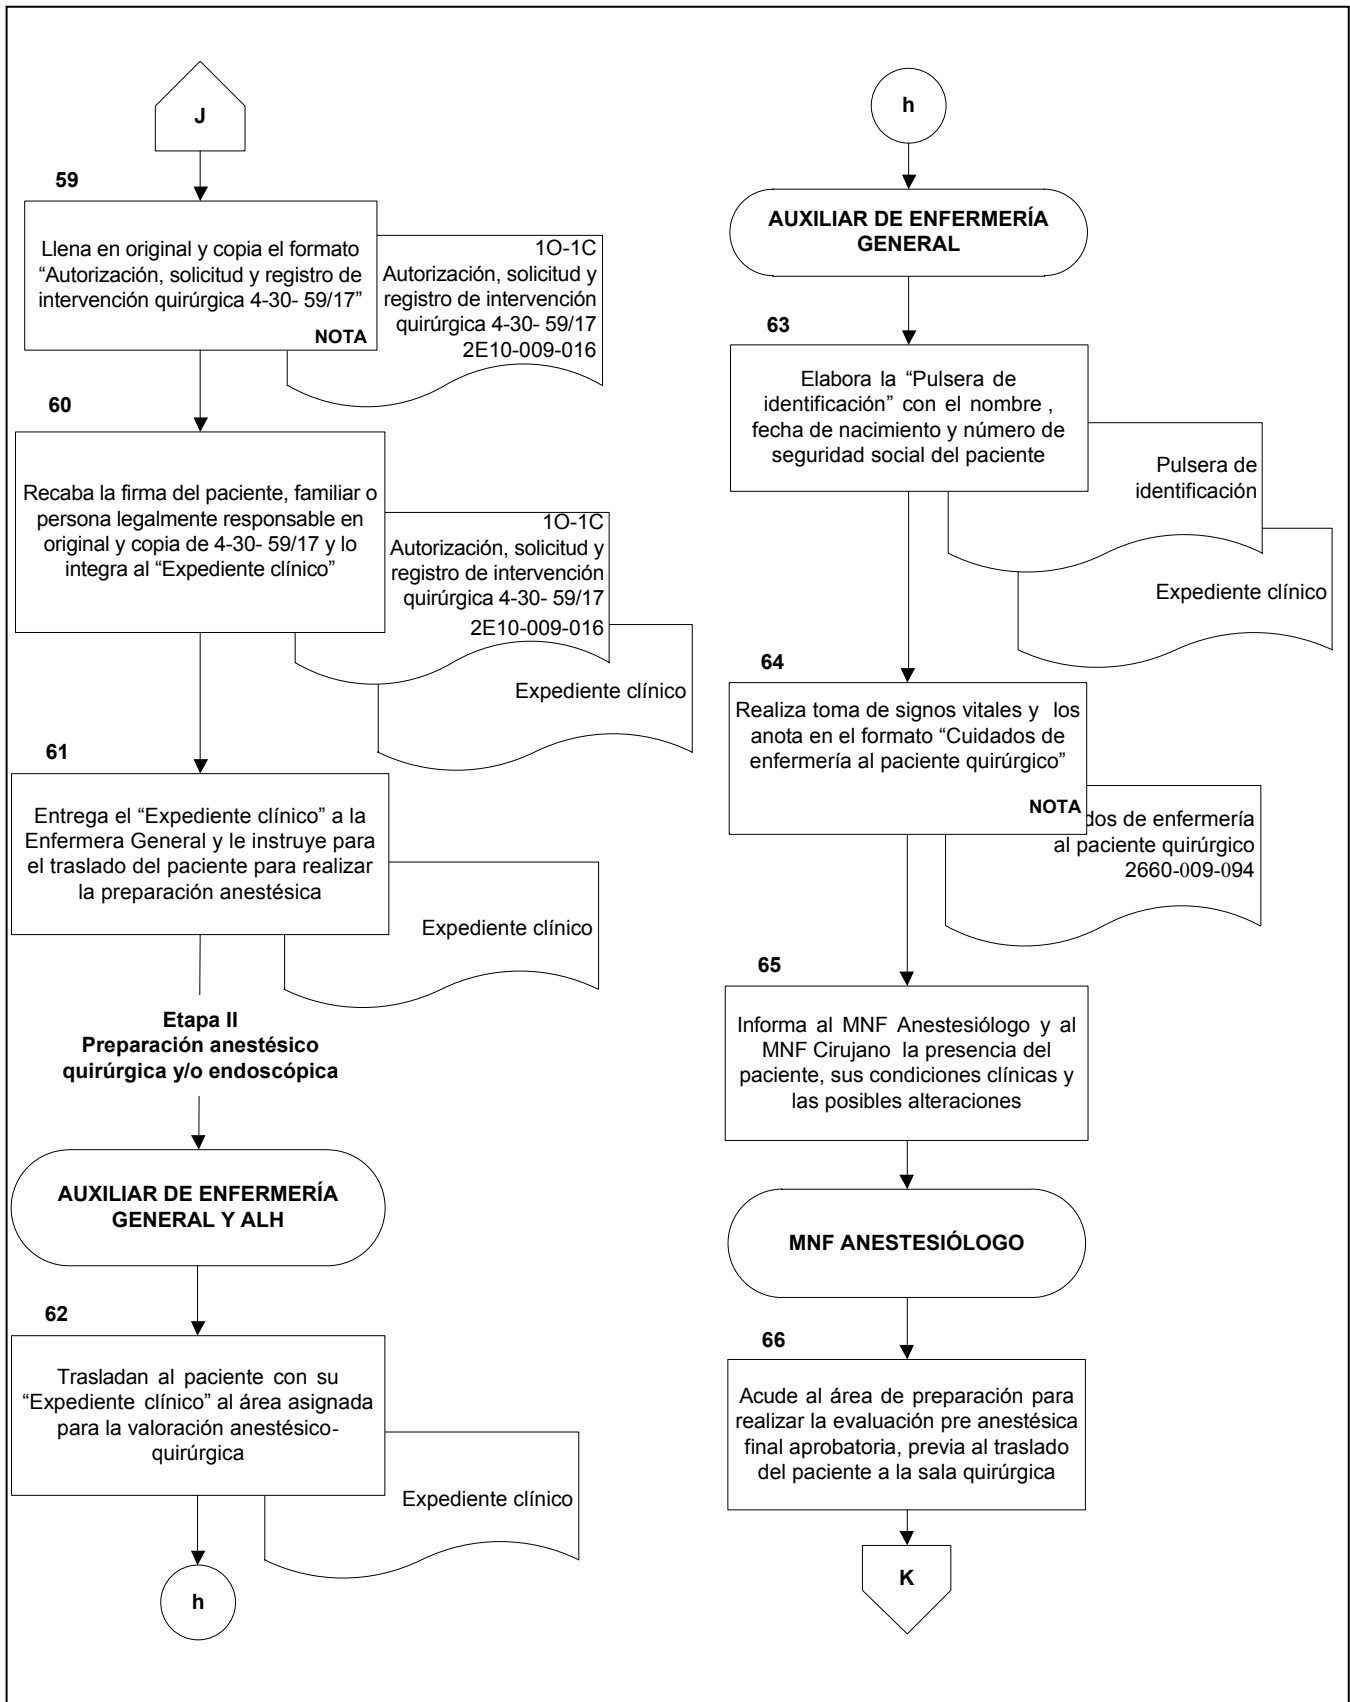 J
59
Llena en original y copia el formato
“Autorización, solicitud y registro de
intervención quirúrgica 4-30- 59/17”
NOTA
1O-1C
Autorización, solicitud y
registro de intervención
quirúrgica 4-30- 59/17
2E10-009-016
60
Recaba la firma del paciente, familiar o
persona legalmente responsable en
original y copia de 4-30- 59/17 y lo
integra al “Expediente clínico”
1O-1C
Autorización, solicitud y
registro de intervención
quirúrgica 4-30- 59/17
2E10-009-016
Expediente clínico
61
Entrega el “Expediente clínico” a la
Enfermera General y le instruye para
el traslado del paciente para realizar
la preparación anestésica
Expediente clínico
Etapa II
Preparación anestésico
quirúrgica y/o endoscópica
AUXILIAR DE ENFERMERÍA
GENERAL Y ALH
62
Trasladan al paciente con su
“Expediente clínico” al área asignada
para la valoración anestésico-
quirúrgica
Expediente clínico
h
h
AUXILIAR DE ENFERMERÍA
GENERAL
63
Elabora la “Pulsera de
identificación” con el nombre ,
fecha de nacimiento y número de
seguridad social del paciente
Pulsera de
identificación
Expediente clínico
64
Realiza toma de signos vitales y los
anota en el formato “Cuidados de
enfermería al paciente quirúrgico”
NOTA
dos de enfermería
al paciente quirúrgico
2660-009-094
65
Informa al MNF Anestesiólogo y al
MNF Cirujano la presencia del
paciente, sus condiciones clínicas y
las posibles alteraciones
MNF ANESTESIÓLOGO
66
Acude al área de preparación para
realizar la evaluación pre anestésica
final aprobatoria, previa al traslado
del paciente a la sala quirúrgica
K